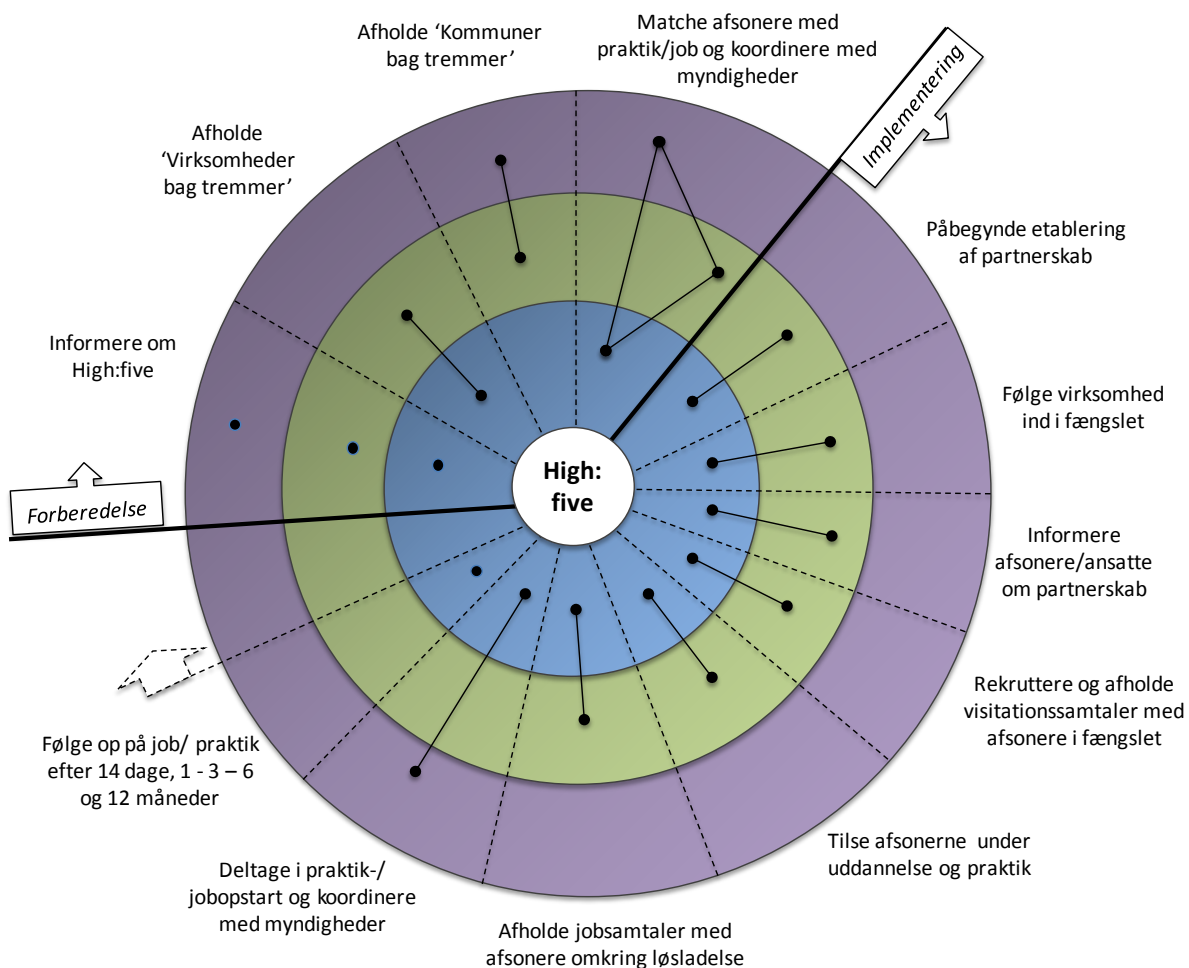 Afholde ‘Kommuner
bag tremmer’
Matche afsonere med
praktik/job og koordinere med
myndigheder
Implementering
Afholde
‘Virksomheder
bag tremmer’
Påbegynde etablering
af partnerskab
Informere om
High:five
Følge virksomhed
ind i fængslet
High:
five
Forberedelse
Informere
afsonere/ansatte
om partnerskab
Rekruttere og afholde
visitationssamtaler med
afsonere i fængslet
Følge op på job/ praktik
efter 14 dage, 1 - 3 – 6
og 12 måneder
Tilse afsonerne under
uddannelse og praktik
Deltage i praktik-/
jobopstart og koordinere
med myndigheder
Afholde jobsamtaler med
afsonere omkring løsladelse